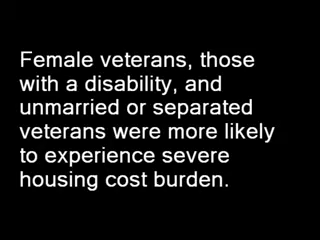 Female veterans, those
with a disability, and
unmarried or separated
veterans were more likely
to experience severe
housing cost burden.